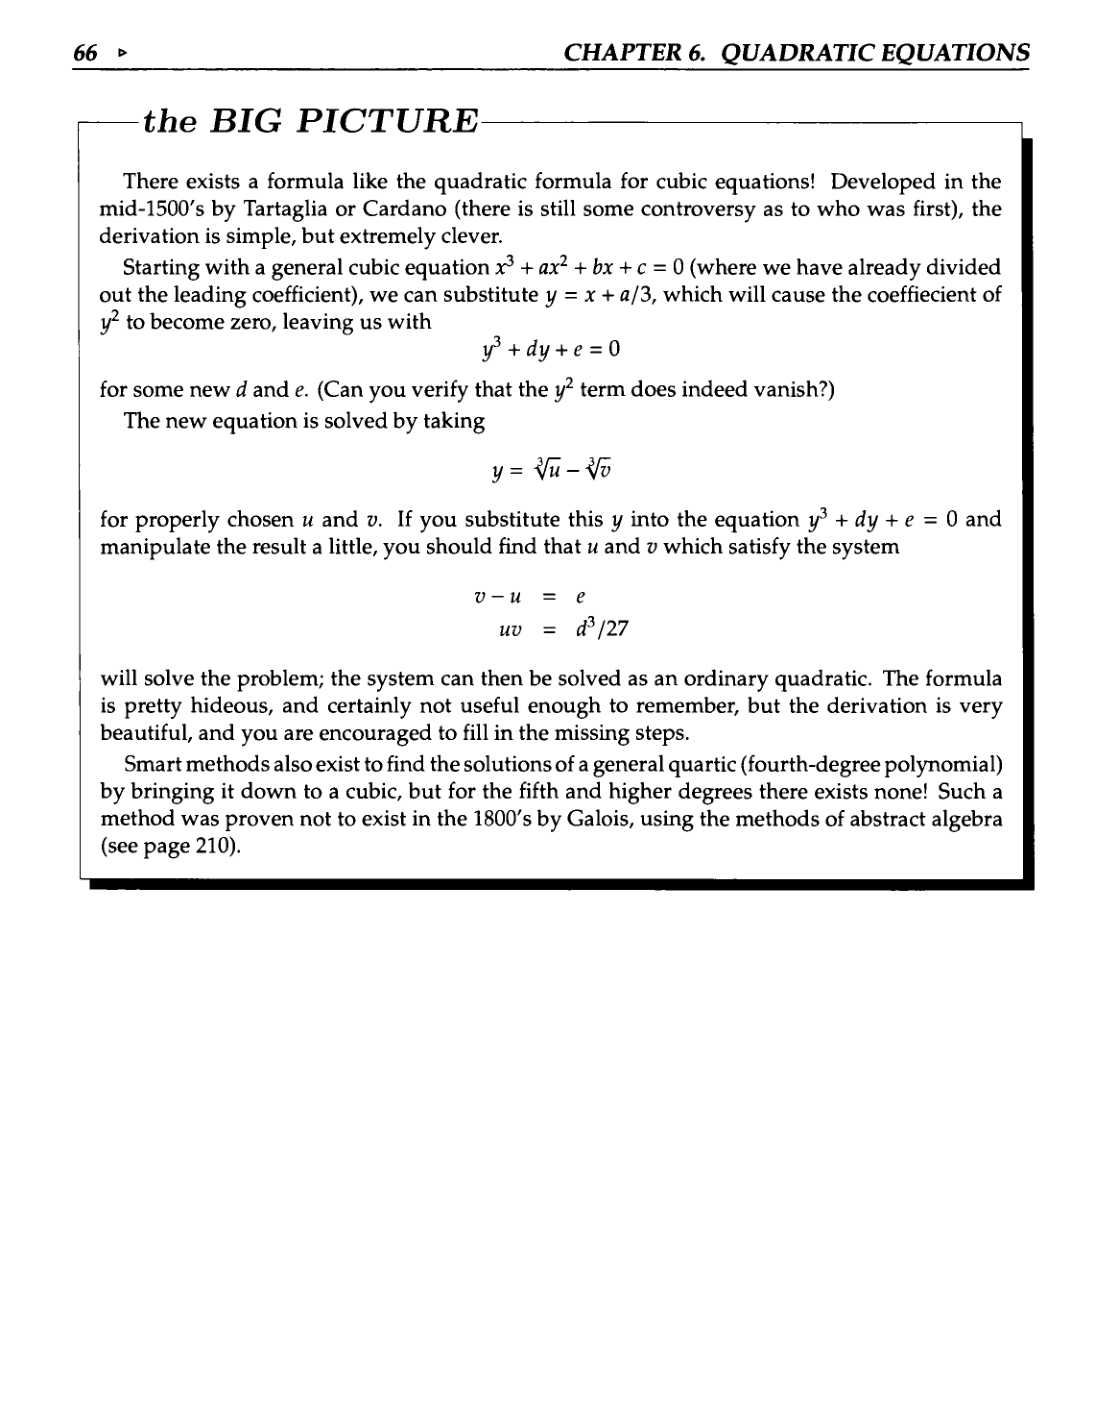 66 ▹ CHAPTER 6. QUADRATIC EQUATIONS
the BIG PICTURE
There exists a formula like the quadratic formula for cubic equations! Developed in the
mid-1500's by Tartaglia or Cardano (there is still some controversy as to who was first), the
derivation is simple, but extremely clever.
Starting with a general cubic equation x³ + ax² + bx + c = 0 (where we have already divided
out the leading coefficient), we can substitute y = x + a/3, which will cause the coeffiecient of
y² to become zero, leaving us with
y³ + dy + e = 0
for some new d and e. (Can you verify that the y² term does indeed vanish?)
The new equation is solved by taking
y = ∛u − ∛v
for properly chosen u and v. If you substitute this y into the equation y³ + dy + e = 0 and
manipulate the result a little, you should find that u and v which satisfy the system
v − u = e
uv = d³/27
will solve the problem; the system can then be solved as an ordinary quadratic. The formula
is pretty hideous, and certainly not useful enough to remember, but the derivation is very
beautiful, and you are encouraged to fill in the missing steps.
Smart methods also exist to find the solutions of a general quartic (fourth-degree polynomial)
by bringing it down to a cubic, but for the fifth and higher degrees there exists none! Such a
method was proven not to exist in the 1800's by Galois, using the methods of abstract algebra
(see page 210).